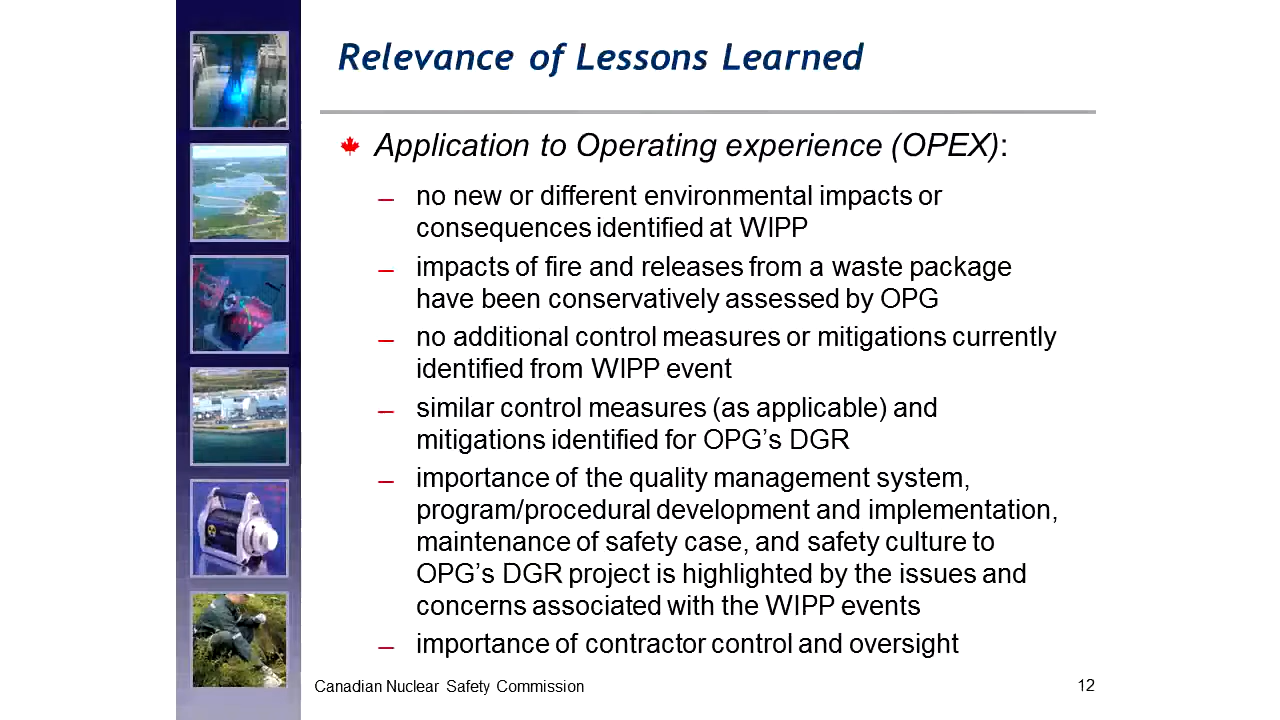 Relevance of Lessons Learned
Application to Operating experience (OPEX):
— no new or different environmental impacts or
consequences identified at WIPP
— impacts of fire and releases from a waste package
have been conservatively assessed by OPG
— no additional control measures or mitigations currently
identified from WIPP event
— similar control measures (as applicable) and
mitigations identified for OPG’s DGR
— importance of the quality management system,
program/procedural development and implementation,
maintenance of safety case, and safety culture to
OPG’s DGR project is highlighted by the issues and
concerns associated with the WIPP events
— importance of contractor control and oversight
Canadian Nuclear Safety Commission
12